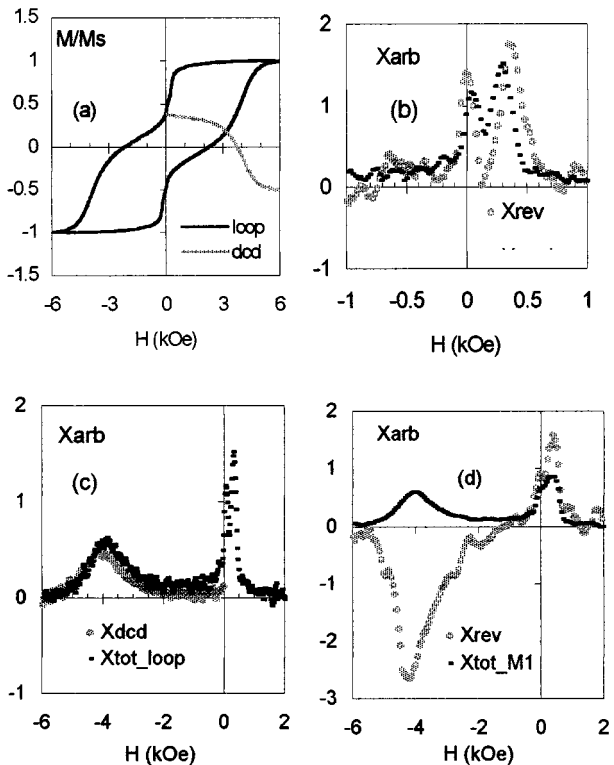 M/Ms
(a)
1.5
1
0.5
0
-0.5
-1
-1.5
loop
dcd
-6 -3 0 3 6
H (kOe)
Xarb
(b)
2
1
0
-1
Xrev
-1 -0.5 0 0.5 1
H (kOe)
Xarb
(c)
2
1
0
-1
Xdcd
Xtot_loop
-6 -4 -2 0 2
H (kOe)
Xarb
(d)
2
1
0
-1
-2
-3
Xrev
Xtot_M1
-6 -4 -2 0 2
H (kOe)